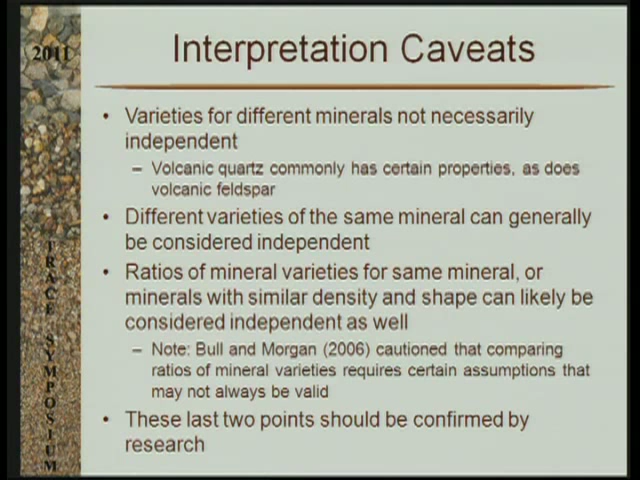 2011
Interpretation Caveats
• Varieties for different minerals not necessarily
independent
– Volcanic quartz commonly has certain properties, as does
volcanic feldspar
• Different varieties of the same mineral can generally
be considered independent
• Ratios of mineral varieties for same mineral, or
minerals with similar density and shape can likely be
considered independent as well
– Note: Bull and Morgan (2006) cautioned that comparing
ratios of mineral varieties requires certain assumptions that
may not always be valid
• These last two points should be confirmed by
research
TRACE SYMPOSIUM